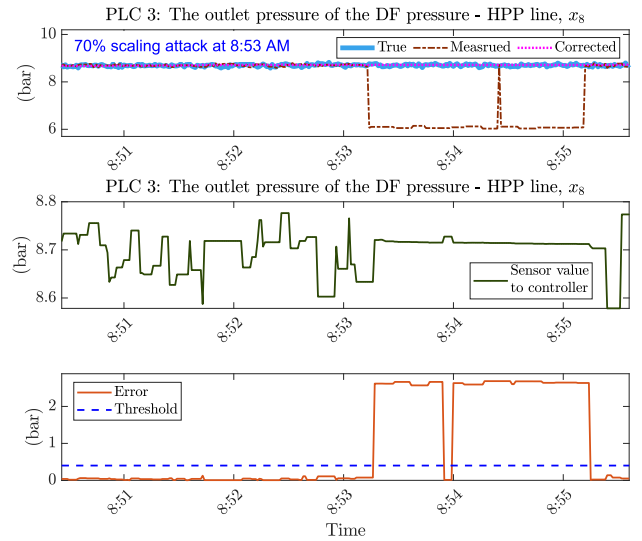 PLC 3: The outlet pressure of the DF pressure - HPP line, x8
70% scaling attack at 8:53 AM
True Measrued Corrected
10
8
6
(bar)
8:51 8:52 8:53 8:54 8:55
PLC 3: The outlet pressure of the DF pressure - HPP line, x8
8.8
8.7
8.6
(bar)
Sensor value
to controller
8:51 8:52 8:53 8:54 8:55
Error
Threshold
2
1
0
(bar)
8:51 8:52 8:53 8:54 8:55
Time